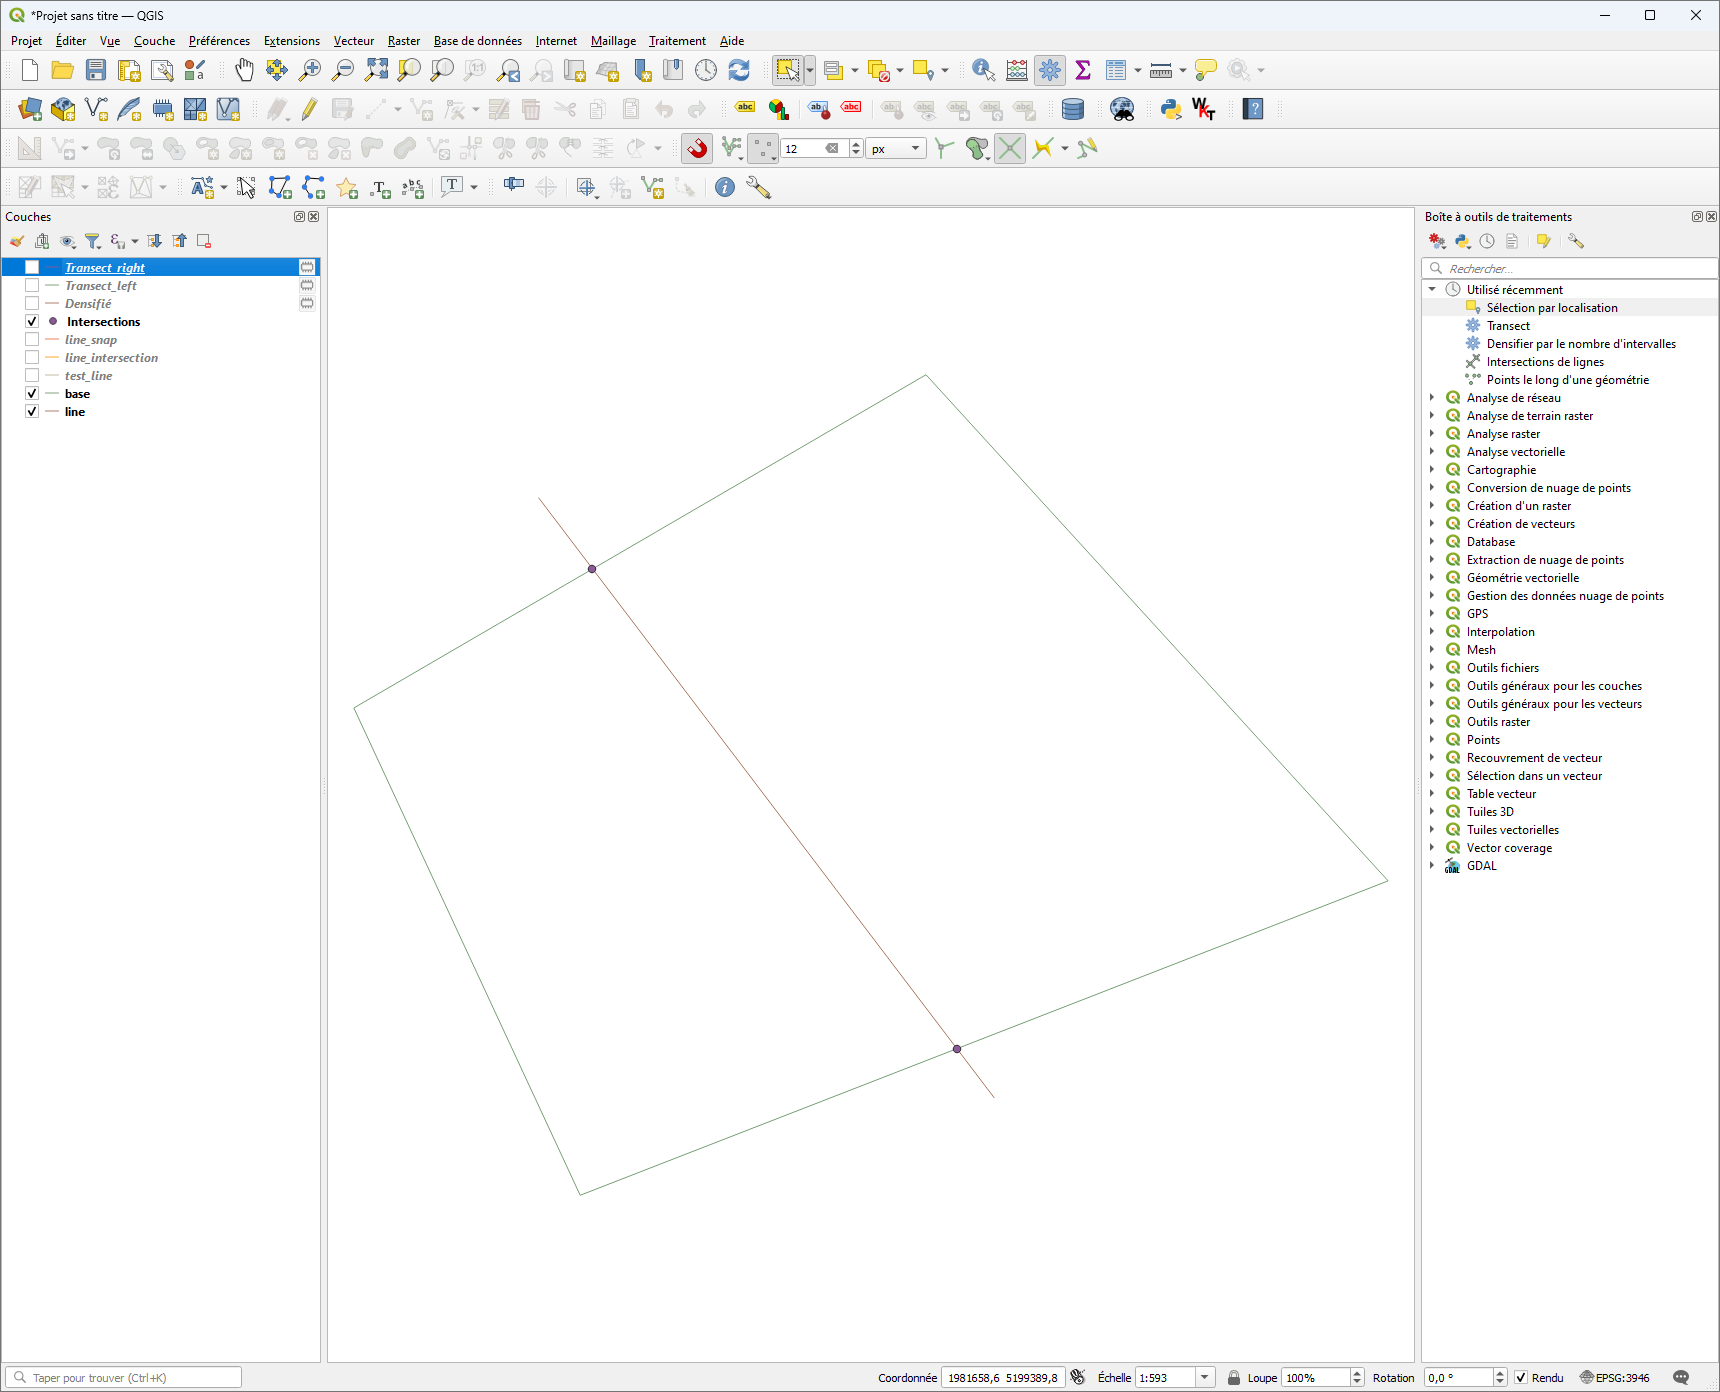 *Projet sans titre — QGIS
Projet Éditer Vue Couche Préférences Extensions Vecteur Raster Base de données Internet Maillage Traitement Aide
12 px
Couches
Transect_right
Transect_left
Densifié
Intersections
line_snap
line_intersection
test_line
base
line
Boîte à outils de traitements
Rechercher...
Utilisé récemment
Sélection par localisation
Transect
Densifier par le nombre d'intervalles
Intersections de lignes
Points le long d'une géométrie
Analyse de réseau
Analyse de terrain raster
Analyse raster
Analyse vectorielle
Cartographie
Conversion de nuage de points
Création d'un raster
Création de vecteurs
Database
Extraction de nuage de points
Géométrie vectorielle
Gestion des données nuage de points
GPS
Interpolation
Mesh
Outils fichiers
Outils généraux pour les couches
Outils généraux pour les vecteurs
Outils raster
Points
Recouvrement de vecteur
Sélection dans un vecteur
Table vecteur
Tuiles 3D
Tuiles vectorielles
Vector coverage
GDAL
Taper pour trouver (Ctrl+K)
Coordonnée 1981658,6 5199389,8 Échelle 1:593 Loupe 100% Rotation 0,0 ° Rendu EPSG:3946